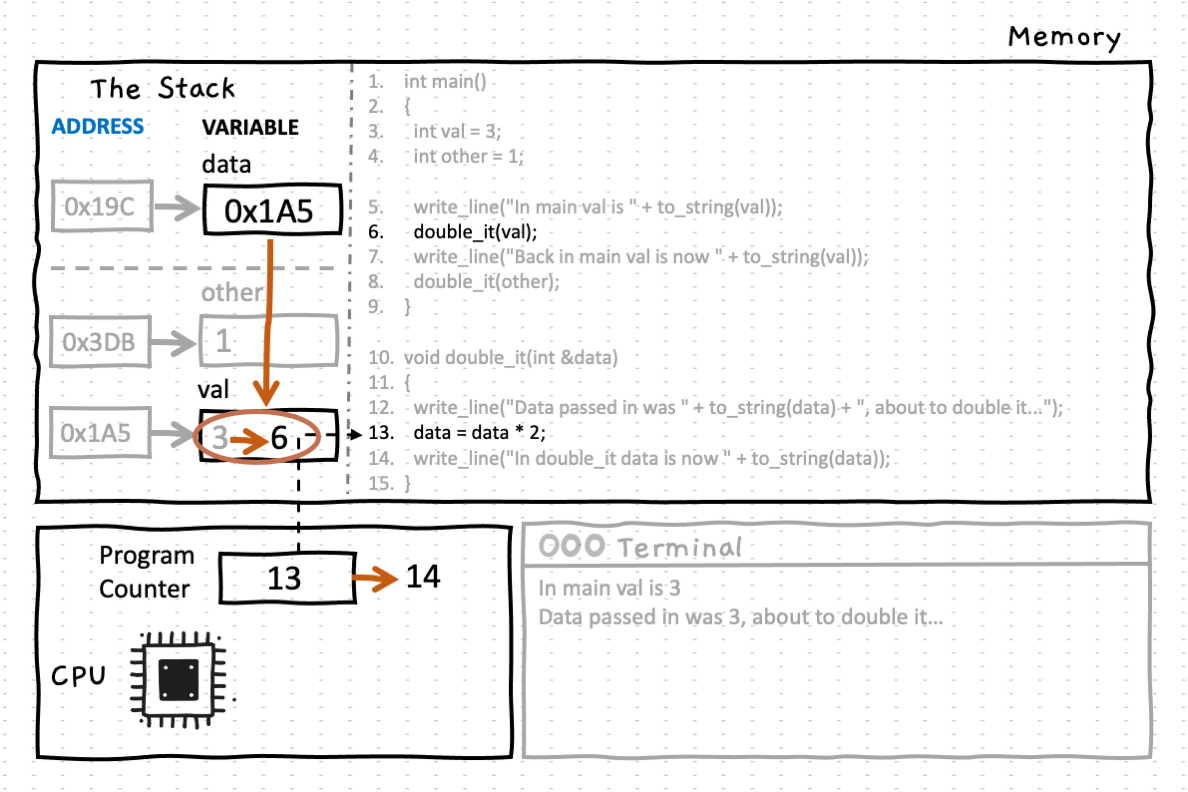 Memory
The Stack
ADDRESS VARIABLE
data
0x19C 0x1A5
other
0x3DB 1
val
0x1A5 3 6
1. int main()
2. {
3. int val = 3;
4. int other = 1;
5. write_line("In main val is " + to_string(val));
6. double_it(val);
7. write_line("Back in main val is now " + to_string(val));
8. double_it(other);
9. }
10. void double_it(int &data)
11. {
12. write_line("Data passed in was " + to_string(data) + ", about to double it...");
13. data = data * 2;
14. write_line("In double_it data is now " + to_string(data));
15. }
Program
Counter
13 14
CPU
Terminal
In main val is 3
Data passed in was 3, about to double it...